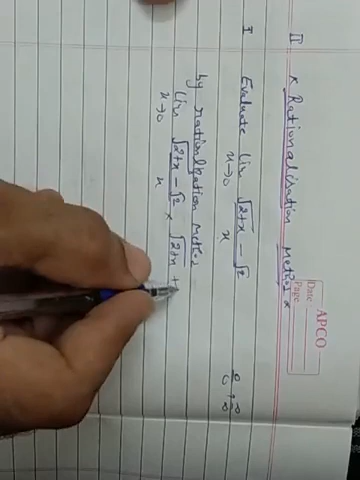 APCO
Date
Page
II * Rationalisation Method *
I Evaluate lim x→0 √2+x - √2 / x 0/0, ∞/∞
by rationalization method
lim x→0 √2+x - √2 / x × √2+x +